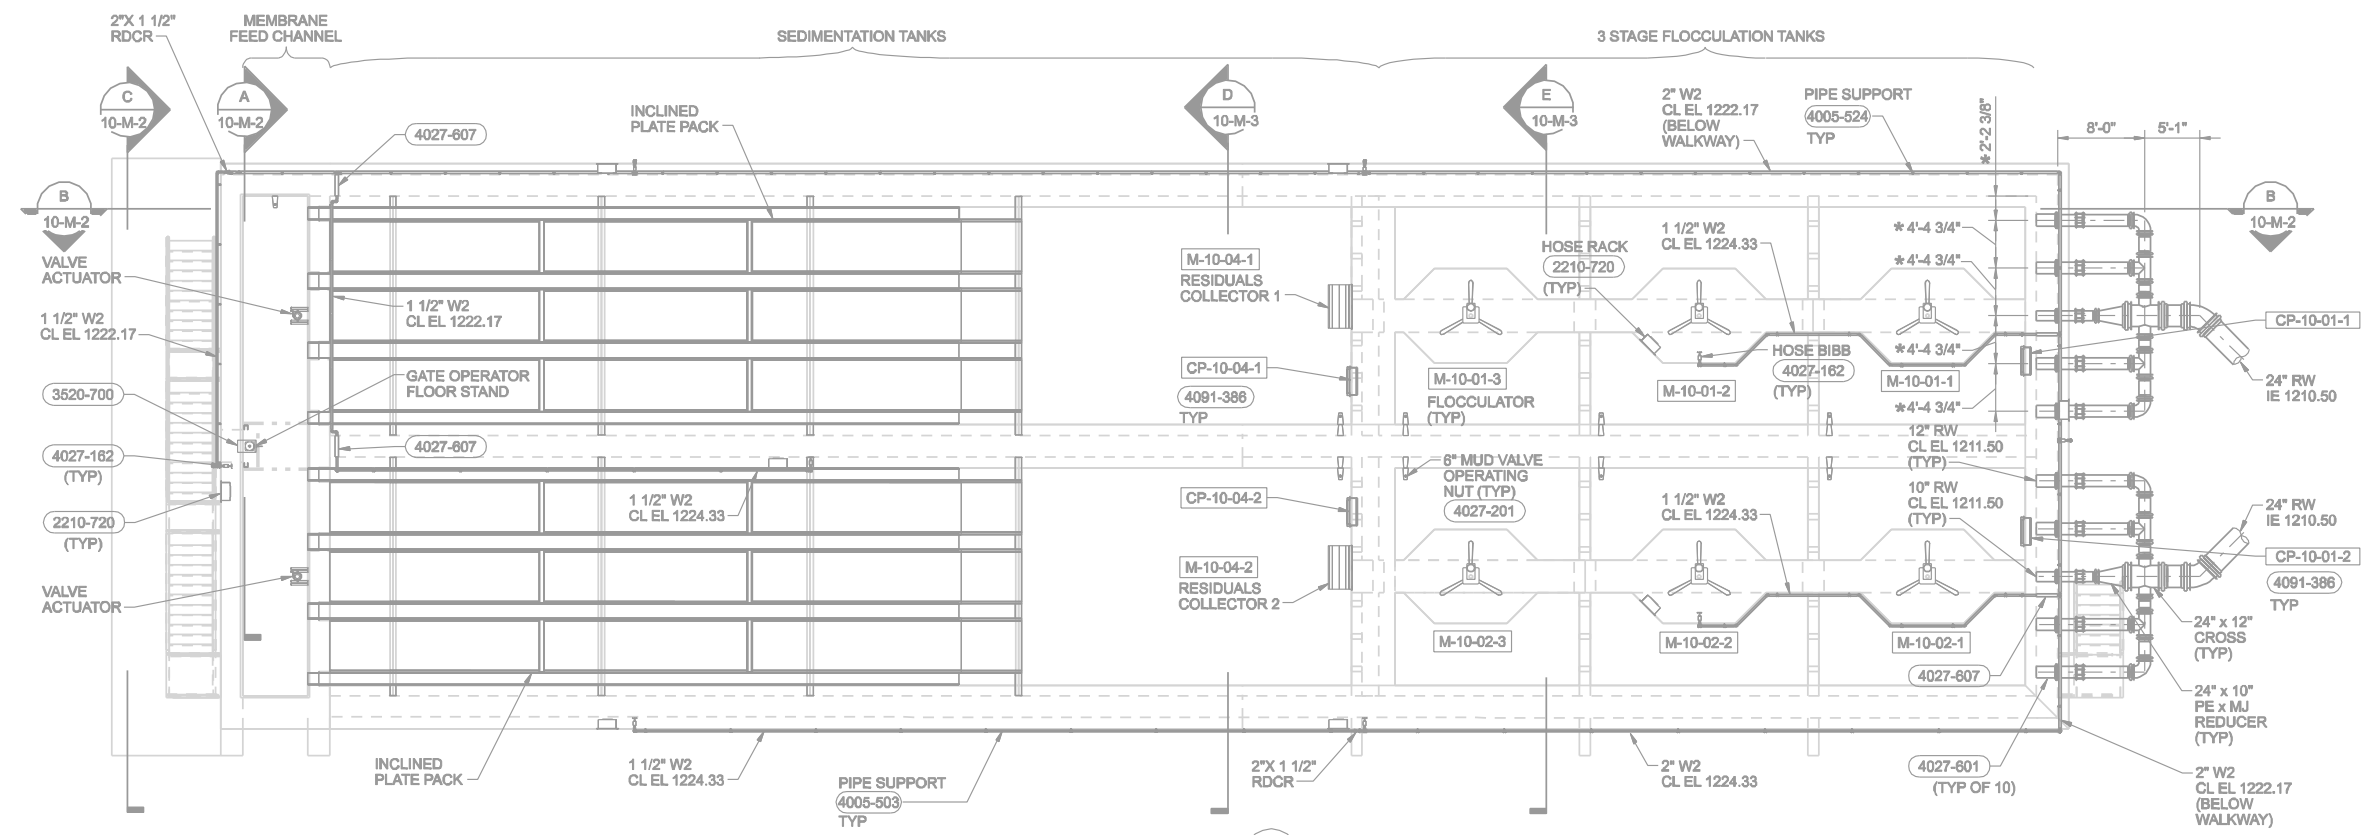 2"X 1 1/2"
RDCR
MEMBRANE
FEED CHANNEL
SEDIMENTATION TANKS
3 STAGE FLOCCULATION TANKS
C
10-M-2
A
10-M-2
D
10-M-3
E
10-M-3
4027-607
INCLINED
PLATE PACK
2" W2
CL EL 1222.17
(BELOW
WALKWAY)
PIPE SUPPORT
4005-524
TYP
* 2'-2 3/8"
8'-0"
5'-1"
B
10-M-2
B
10-M-2
VALVE
ACTUATOR
1 1/2" W2
CL EL 1222.17
1 1/2" W2
CL EL 1222.17
M-10-04-1
RESIDUALS
COLLECTOR 1
HOSE RACK
2210-720
(TYP)
1 1/2" W2
CL EL 1224.33
* 4'-4 3/4"
* 4'-4 3/4"
* 4'-4 3/4"
* 4'-4 3/4"
CP-10-01-1
24" RW
IE 1210.50
3520-700
GATE OPERATOR
FLOOR STAND
CP-10-04-1
4091-386
TYP
M-10-01-3
FLOCCULATOR
(TYP)
M-10-01-2
HOSE BIBB
4027-162
(TYP)
M-10-01-1
4027-162
(TYP)
4027-607
12" RW
CL EL 1211.50
(TYP)
2210-720
(TYP)
1 1/2" W2
CL EL 1224.33
CP-10-04-2
6" MUD VALVE
OPERATING
NUT (TYP)
4027-201
1 1/2" W2
CL EL 1224.33
10" RW
CL EL 1211.50
(TYP)
24" RW
IE 1210.50
CP-10-01-2
4091-386
TYP
VALVE
ACTUATOR
M-10-04-2
RESIDUALS
COLLECTOR 2
M-10-02-3
M-10-02-2
M-10-02-1
24" x 12"
CROSS
(TYP)
4027-607
24" x 10"
PE x MJ
REDUCER
(TYP)
INCLINED
PLATE PACK
1 1/2" W2
CL EL 1224.33
PIPE SUPPORT
4005-503
TYP
2"X 1 1/2"
RDCR
2" W2
CL EL 1224.33
4027-601
(TYP OF 10)
2" W2
CL EL 1222.17
(BELOW
WALKWAY)